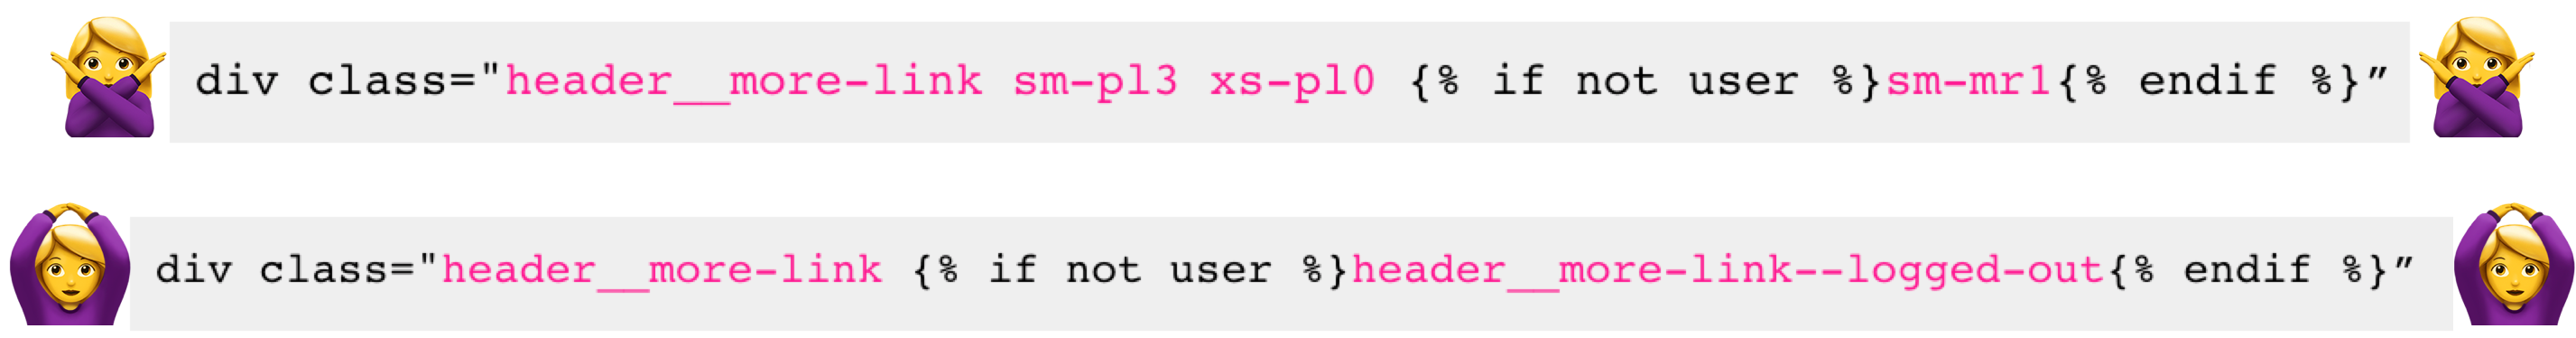 div class="header__more-link sm-pl3 xs-pl0 {% if not user %}sm-mr1{% endif %}”
div class="header__more-link {% if not user %}header__more-link--logged-out{% endif %}”